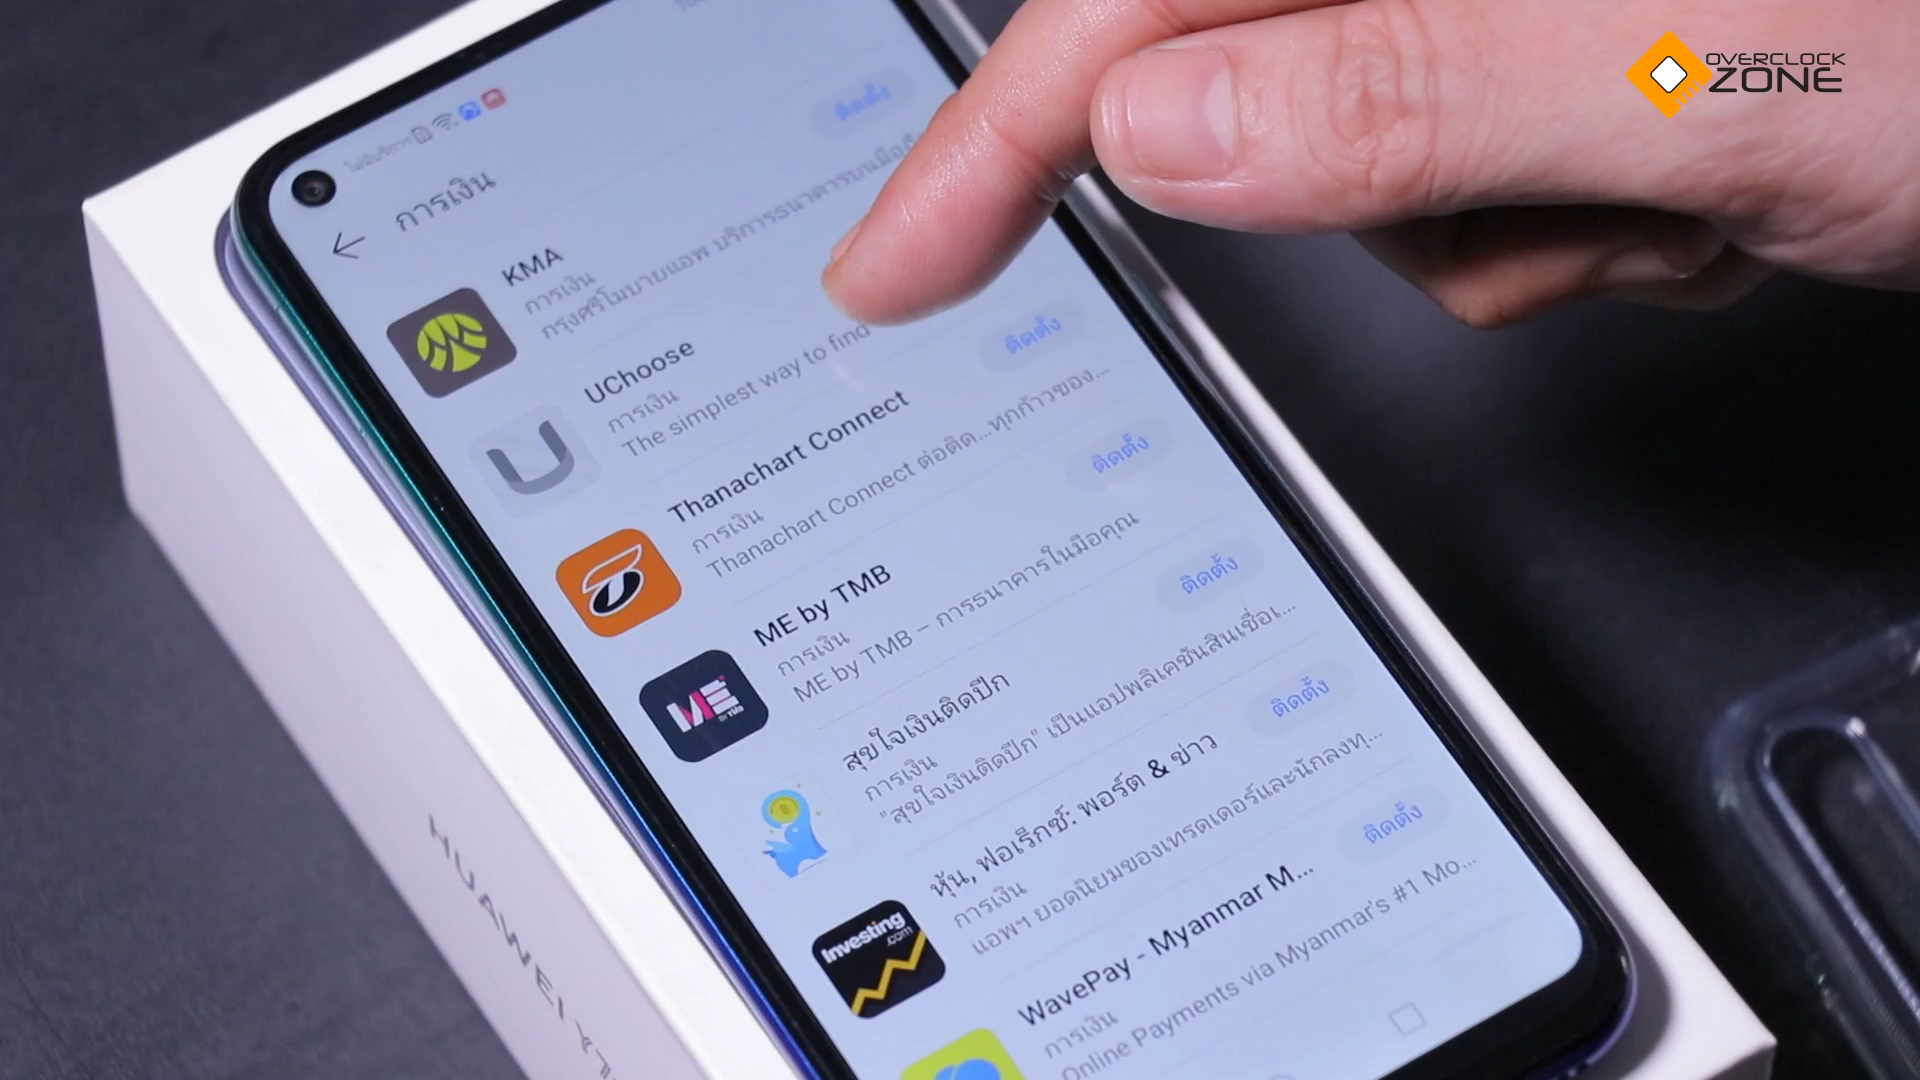 OVERCLOCK
ZONE
ไม่มีบริการ
การเงิน
ติดตั้ง
KMA
การเงิน
กรุงศรีโมบายแอพ บริการธนาคารบนมือถื
UChoose
การเงิน
The simplest way to find
ติดตั้ง
Thanachart Connect
การเงิน
Thanachart Connect ต่อติด...ทุกก้าวของ...
ติดตั้ง
ME by TMB
การเงิน
ME by TMB – การธนาคารในมือคุณ
ติดตั้ง
ME
BY TMB
สุขใจเงินติดปีก
การเงิน
"สุขใจเงินติดปีก" เป็นแอปพลิเคชันสินเชื่อเ...
ติดตั้ง
หุ้น, ฟอเร็กซ์: พอร์ต & ข่าว
การเงิน
แอพฯ ยอดนิยมของเทรดเดอร์และนักลงทุ...
ติดตั้ง
Investing
.com
WavePay - Myanmar M...
การเงิน
Online Payments via Myanmar's #1 Mo...
HUAWEI